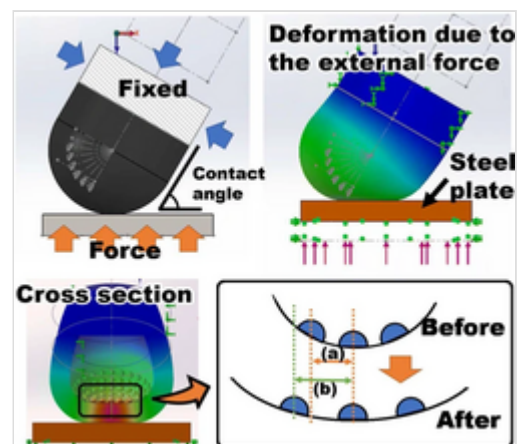 Fixed
Contact
angle
Force
Deformation due to
the external force
Steel
plate
Cross section
Before
(a)
(b)
After